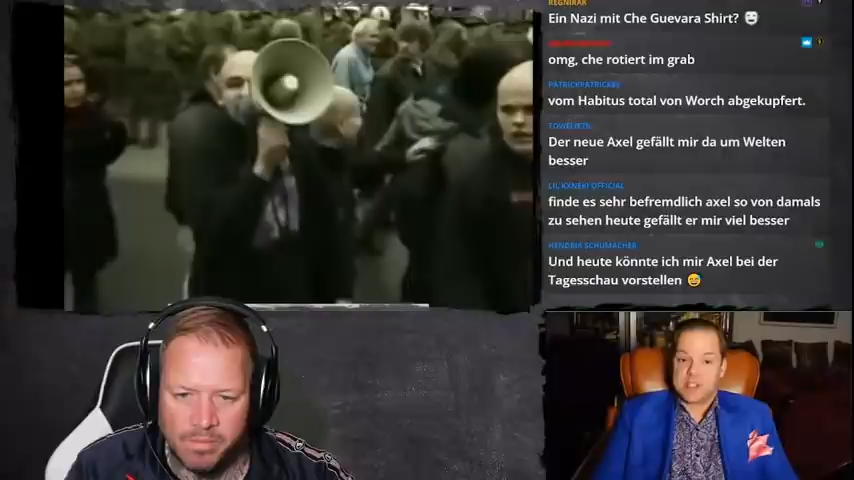 REGNIRAR
Ein Nazi mit Che Guevara Shirt?
omg, che rotiert im grab
vom Habitus total von Worch abgekupfert.
Der neue Axel gefällt mir da um Welten
besser
LIL KXNEKI OFFICIAL
finde es sehr befremdlich axel so von damals
zu sehen heute gefällt er mir viel besser
HENDRIK SCHUMACHER
Und heute könnte ich mir Axel bei der
Tagesschau vorstellen